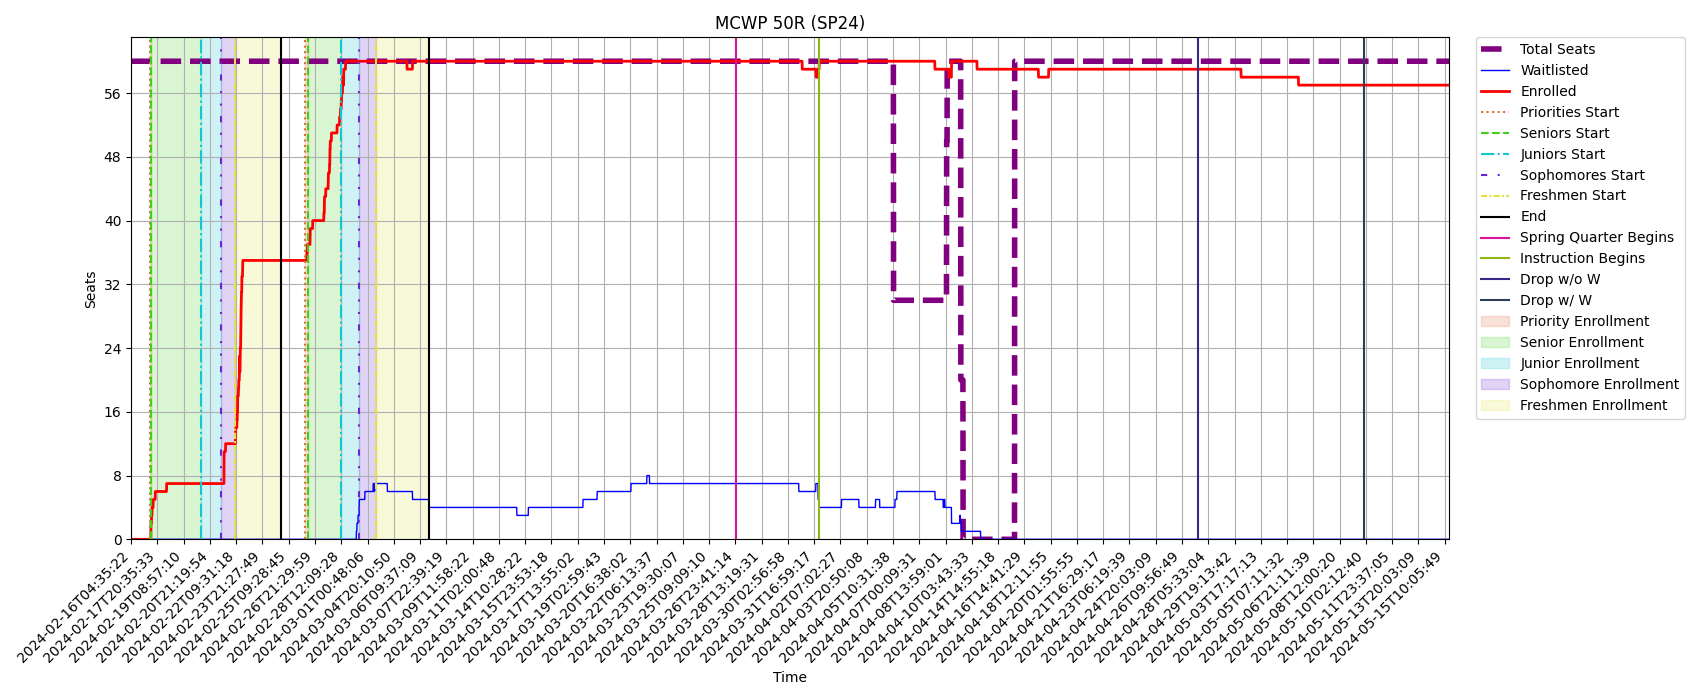 MCWP 50R (SP24)
Seats
56
48
40
32
24
16
8
0
2024-02-16T04:35:22
2024-02-17T20:35:33
2024-02-19T08:57:10
2024-02-20T21:19:54
2024-02-22T09:31:18
2024-02-23T21:27:49
2024-02-25T09:28:45
2024-02-26T21:29:59
2024-02-28T12:09:28
2024-03-01T00:48:06
2024-03-04T20:10:50
2024-03-06T09:37:09
2024-03-07T22:39:19
2024-03-09T11:58:22
2024-03-11T02:00:48
2024-03-14T10:28:22
2024-03-15T23:53:18
2024-03-17T13:55:02
2024-03-19T02:59:43
2024-03-20T16:38:02
2024-03-22T06:13:37
2024-03-23T19:30:07
2024-03-25T09:09:10
2024-03-26T23:41:14
2024-03-28T13:19:31
2024-03-30T02:56:58
2024-03-31T16:59:17
2024-04-02T07:02:27
2024-04-03T20:50:08
2024-04-05T10:31:38
2024-04-07T00:09:31
2024-04-08T13:59:01
2024-04-10T03:43:33
2024-04-14T14:55:18
2024-04-16T14:41:29
2024-04-18T12:11:55
2024-04-20T01:55:55
2024-04-21T16:29:17
2024-04-23T06:19:39
2024-04-24T20:03:09
2024-04-26T09:56:49
2024-04-28T05:33:04
2024-04-29T19:13:42
2024-05-03T17:17:13
2024-05-05T07:11:32
2024-05-06T21:11:39
2024-05-08T12:00:20
2024-05-10T02:12:40
2024-05-11T23:37:05
2024-05-13T20:03:09
2024-05-15T10:05:49
Time
Total Seats
Waitlisted
Enrolled
Priorities Start
Seniors Start
Juniors Start
Sophomores Start
Freshmen Start
End
Spring Quarter Begins
Instruction Begins
Drop w/o W
Drop w/ W
Priority Enrollment
Senior Enrollment
Junior Enrollment
Sophomore Enrollment
Freshmen Enrollment